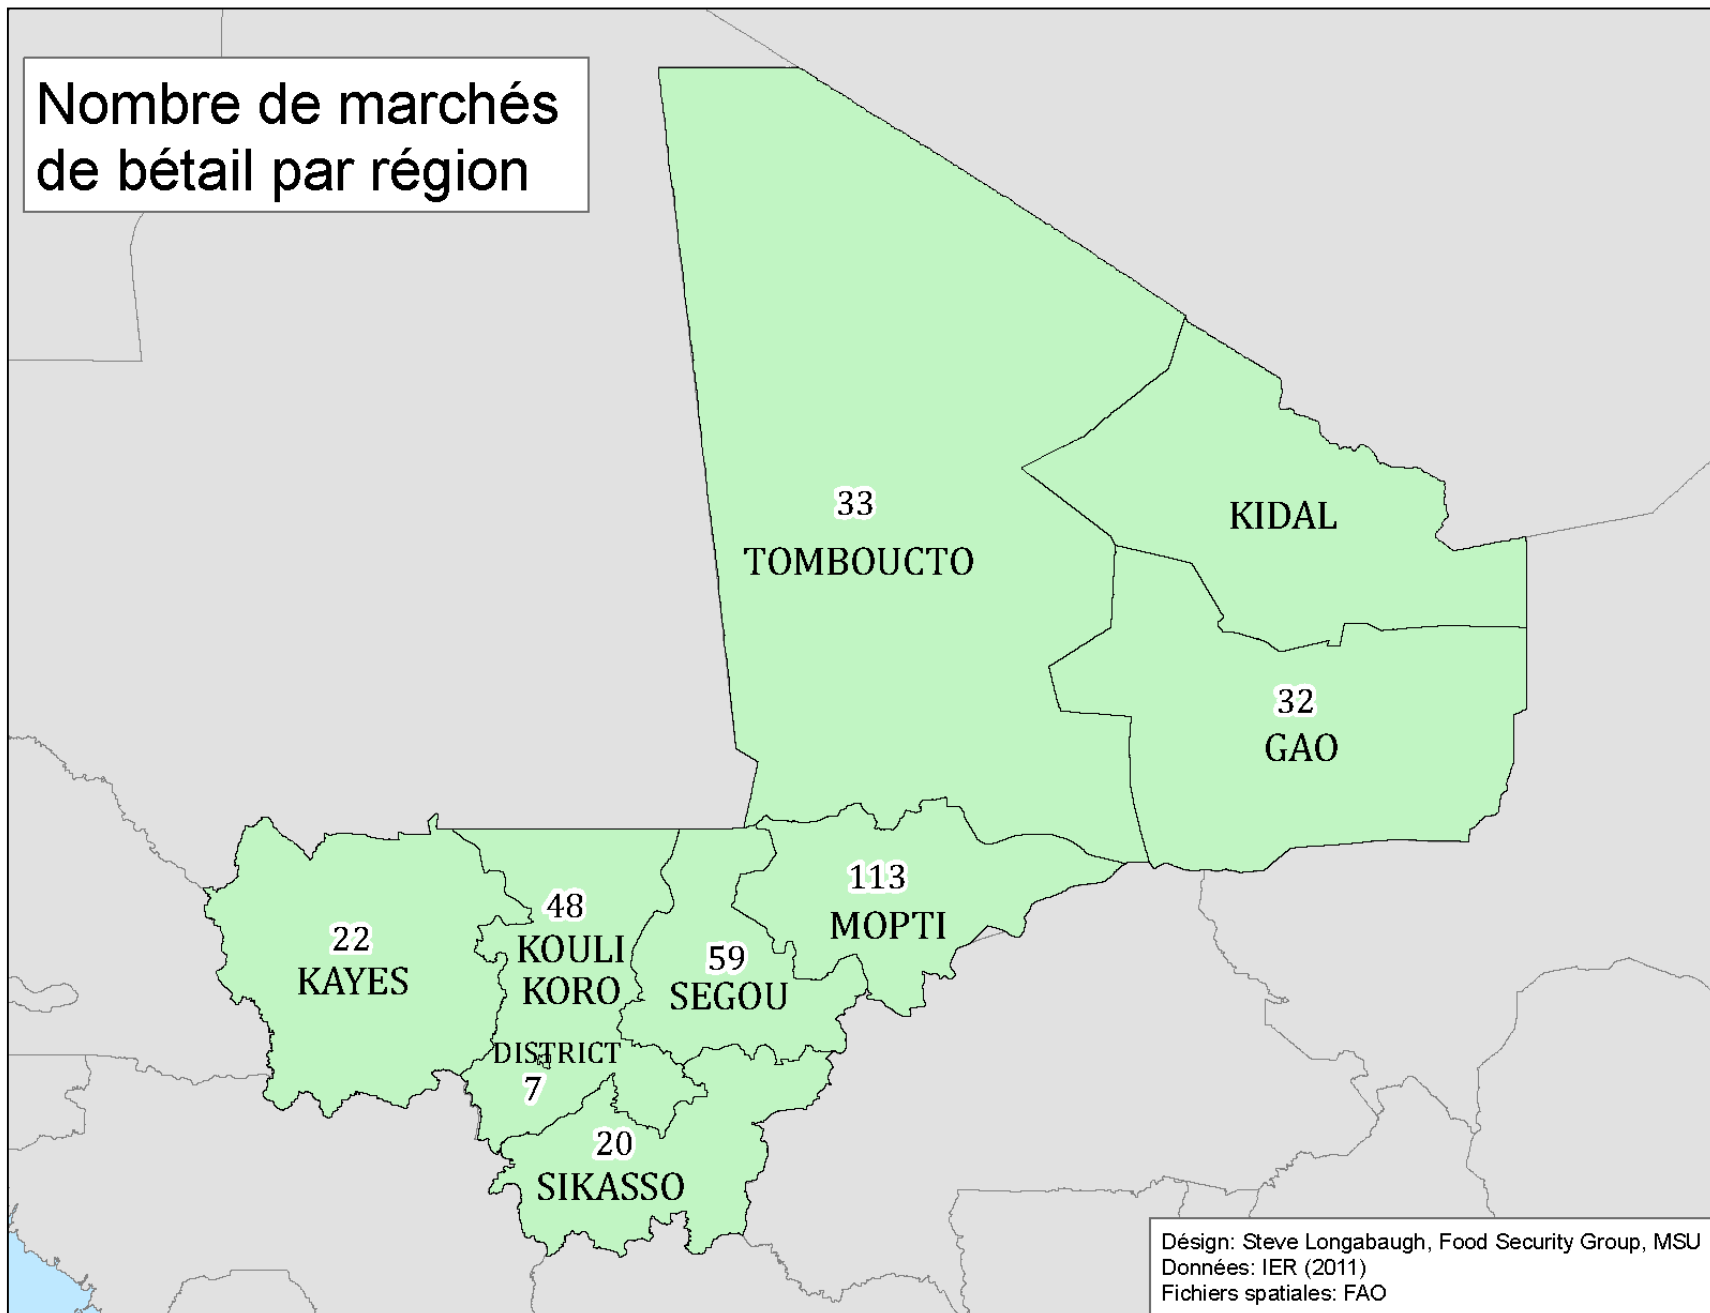 Nombre de marchés
de bétail par région
33
TOMBOUCTO
KIDAL
32
GAO
113
MOPTI
48
KOULI
KORO
22
KAYES
59
SEGOU
DISTRICT
7
20
SIKASSO
Désign: Steve Longabaugh, Food Security Group, MSU
Données: IER (2011)
Fichiers spatiales: FAO